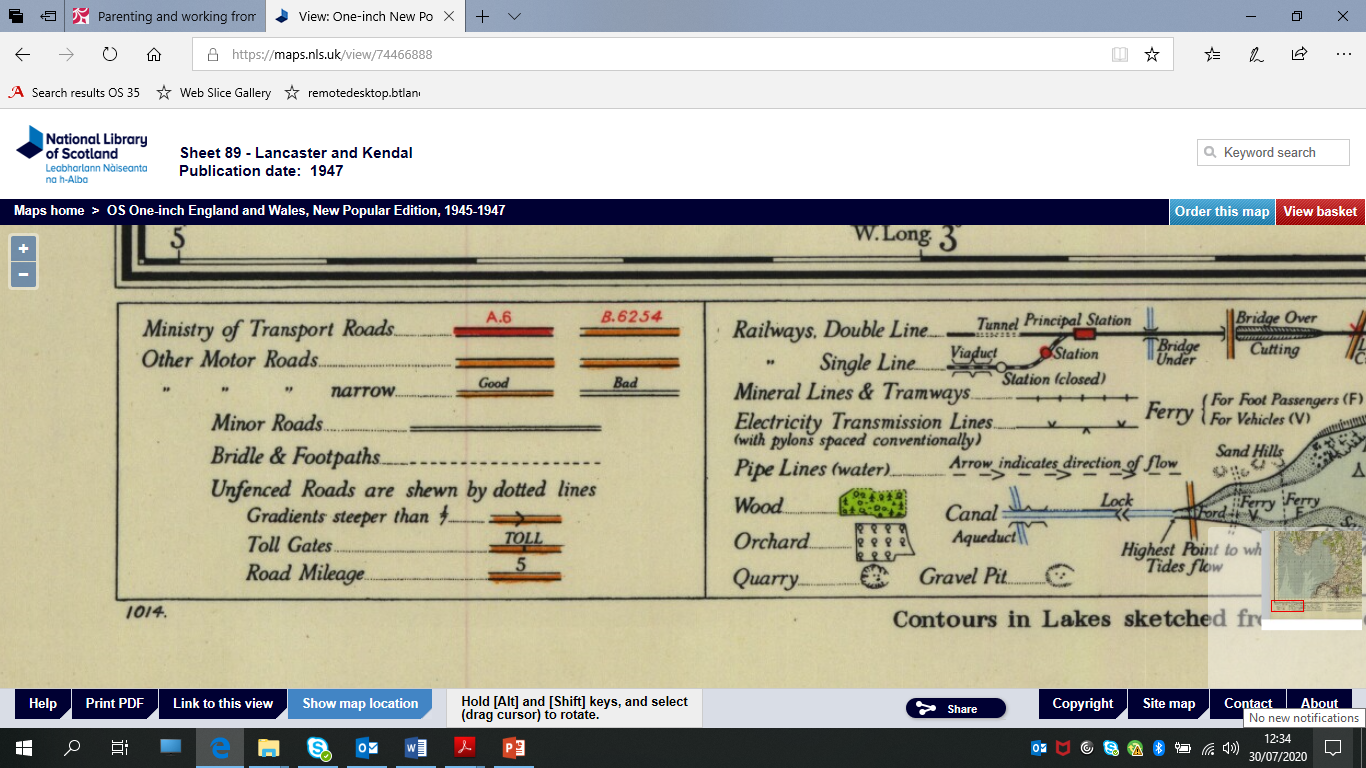 Parenting and working from
View: One-inch New Po
https://maps.nls.uk/view/74466888
Search results OS 35
Web Slice Gallery
remotedesktop.btlan
National Library
of Scotland
Leabharlann Nàiseanta
na h-Alba
Sheet 89 - Lancaster and Kendal
Publication date: 1947
Keyword search
Maps home > OS One-inch England and Wales, New Popular Edition, 1945-1947
Order this map
View basket
+
−
5
W. Long. 3°
Ministry of Transport Roads
A.6
B.6254
Other Motor Roads
" " " narrow
Good
Bad
Minor Roads
Bridle & Footpaths
Unfenced Roads are shewn by dotted lines
Gradients steeper than 1/7
Toll Gates
TOLL
Road Mileage
5
1014.
Railways, Double Line
Tunnel
Principal Station
Bridge Over
" Single Line
Viaduct
Station
Bridge
Under
Cutting
Station (closed)
Mineral Lines & Tramways
Ferry
For Foot Passengers (F)
For Vehicles (V)
Electricity Transmission Lines
(with pylons spaced conventionally)
Sand Hills
Pipe Lines (water)
Arrow indicates direction of flow
Wood
Canal
Lock
Ford
Ferry
V
Ferry
F
Aqueduct
Orchard
Highest Point to wh
Tides flow
Quarry
Gravel Pit
Contours in Lakes sketched fr
Help
Print PDF
Link to this view
Show map location
Hold [Alt] and [Shift] keys, and select
(drag cursor) to rotate.
Share
Copyright
Site map
Contact
About
No new notifications
12:34
30/07/2020